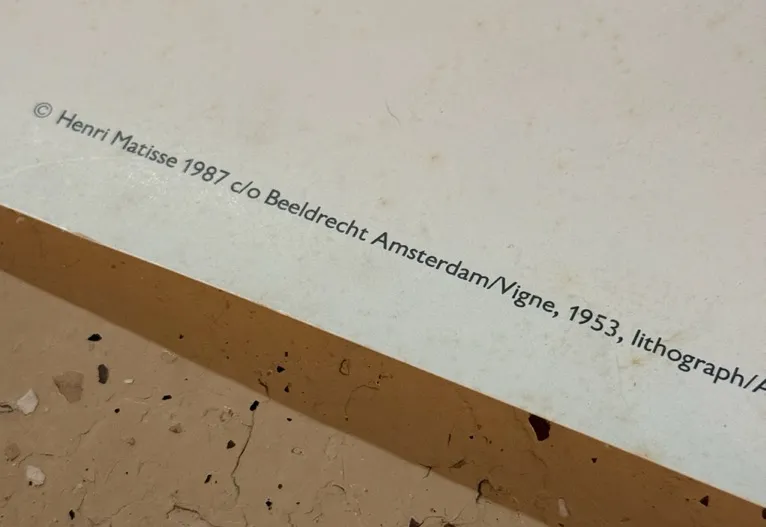 © Henri Matisse 1987 c/o Beeldrecht Amsterdam/Vigne, 1953, lithograph/A